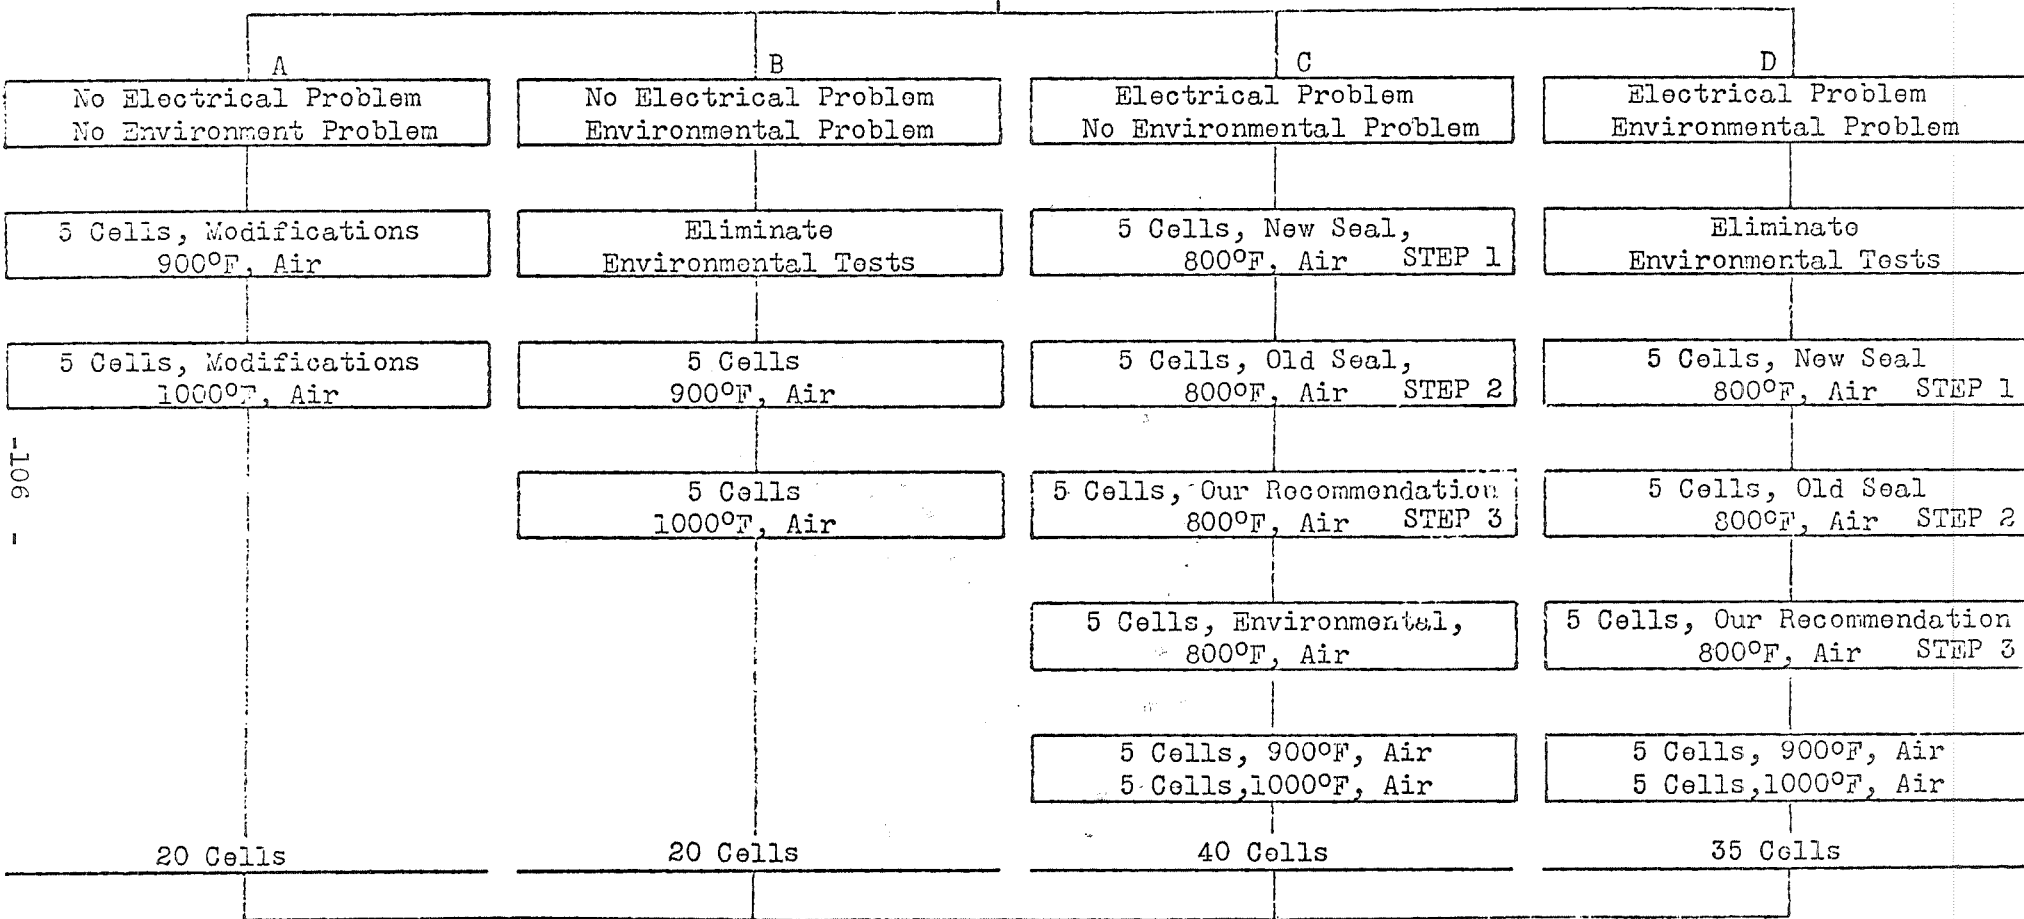 A
No Electrical Problem
No Environment Problem
5 Cells, Modifications
900°F, Air
5 Cells, Modifications
1000°F, Air
20 Cells
B
No Electrical Problem
Environmental Problem
Eliminate
Environmental Tests
5 Cells
900°F, Air
5 Cells
1000°F, Air
20 Cells
C
Electrical Problem
No Environmental Problem
5 Cells, New Seal,
800°F, Air STEP 1
5 Cells, Old Seal,
800°F, Air STEP 2
5 Cells, Our Recommendation
800°F, Air STEP 3
5 Cells, Environmental,
800°F, Air
5 Cells, 900°F, Air
5 Cells,1000°F, Air
40 Cells
D
Electrical Problem
Environmental Problem
Eliminate
Environmental Tests
5 Cells, New Seal
800°F, Air STEP 1
5 Cells, Old Seal
800°F, Air STEP 2
5 Cells, Our Recommendation
800°F, Air STEP 3
5 Cells, 900°F, Air
5 Cells,1000°F, Air
35 Cells
-106 -